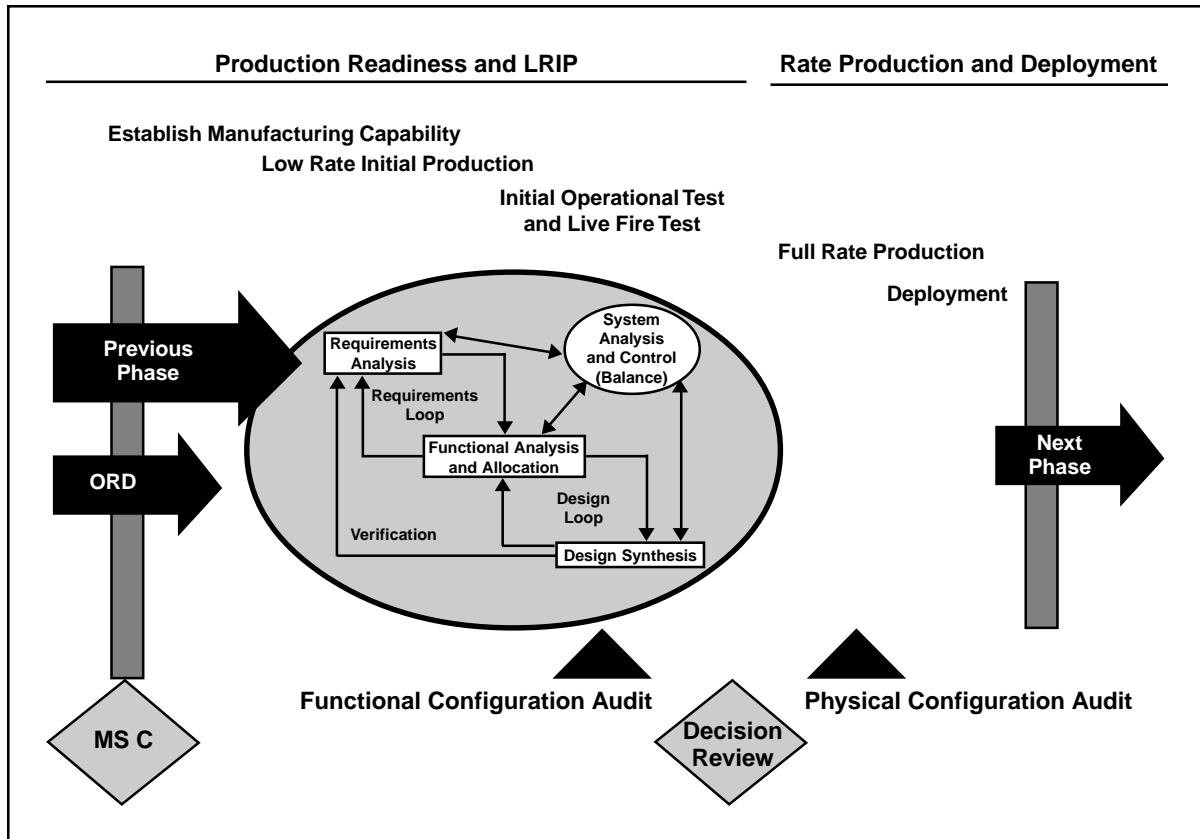 Production Readiness and LRIP
Rate Production and Deployment
Establish Manufacturing Capability
Low Rate Initial Production
Initial Operational Test
and Live Fire Test
Full Rate Production
Deployment
Previous
Phase
ORD
Requirements
Analysis
System
Analysis
and Control
(Balance)
Requirements
Loop
Functional Analysis
and Allocation
Design
Loop
Verification
Design Synthesis
Next
Phase
Functional Configuration Audit
Physical Configuration Audit
MS C
Decision
Review